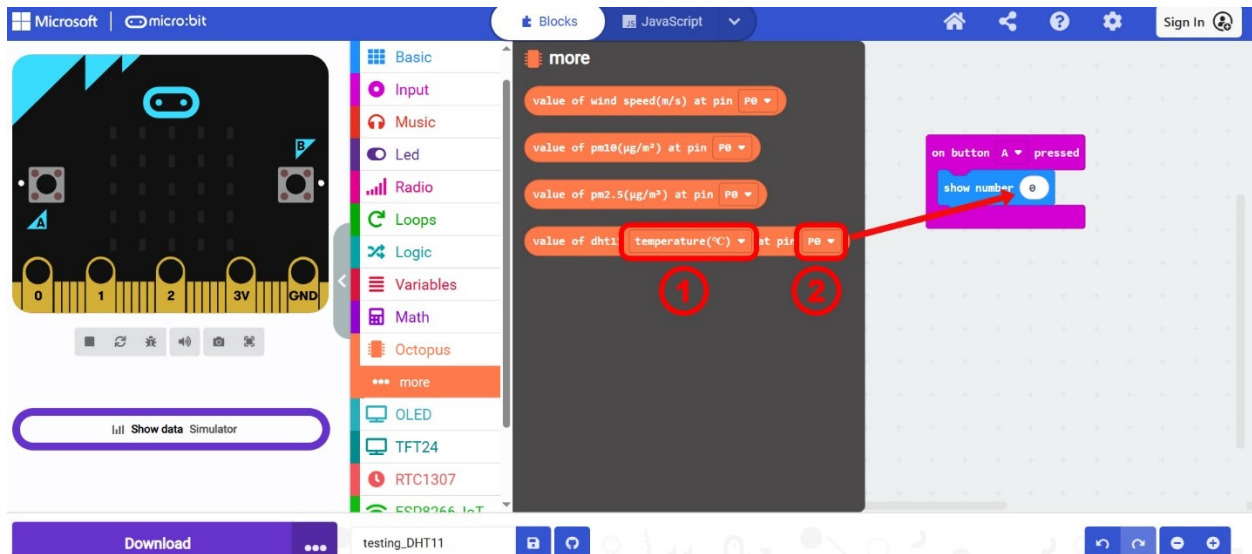 Microsoft | micro:bit
Blocks
JS JavaScript
Sign In
B
A
0 1 2 3V GND
Show data Simulator
Download
Basic
Input
Music
Led
Radio
Loops
Logic
Variables
Math
Octopus
more
OLED
TFT24
RTC1307
ESP8266_IoT
testing_DHT11
more
value of wind speed(m/s) at pin P0
value of pm10(μg/m³) at pin P0
value of pm2.5(μg/m³) at pin P0
value of dht11 temperature(℃) at pin P0
1 2
on button A pressed
show number 0